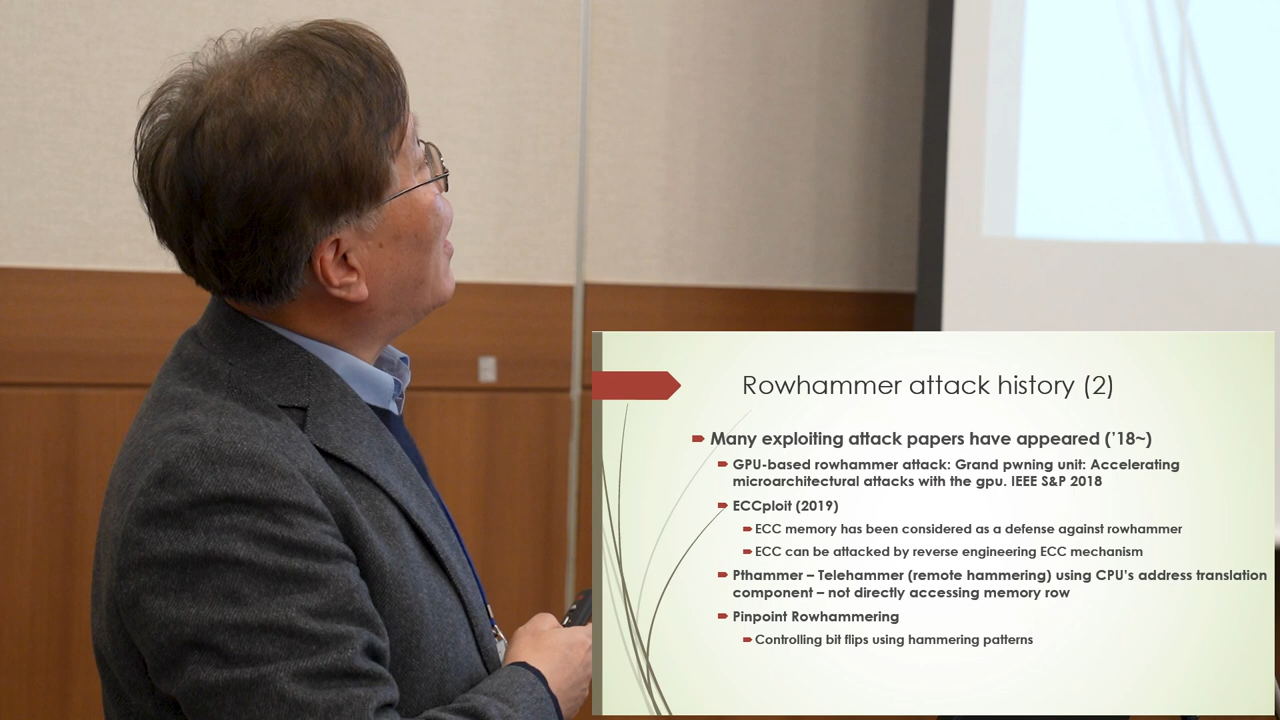 Rowhammer attack history (2)
Many exploiting attack papers have appeared ('18~)
GPU-based rowhammer attack: Grand pwning unit: Accelerating
microarchitectural attacks with the gpu. IEEE S&P 2018
ECCploit (2019)
ECC memory has been considered as a defense against rowhammer
ECC can be attacked by reverse engineering ECC mechanism
Pthammer – Telehammer (remote hammering) using CPU's address translation
component – not directly accessing memory row
Pinpoint Rowhammering
Controlling bit flips using hammering patterns